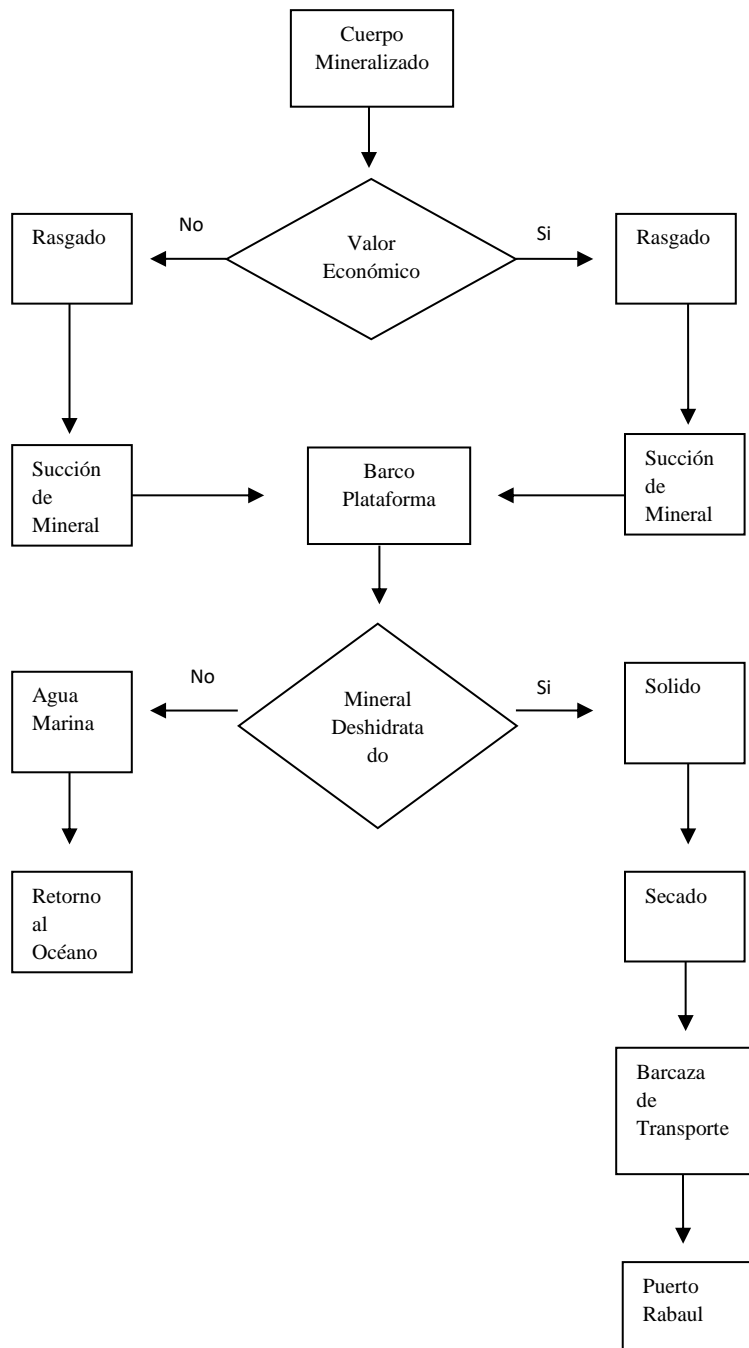 Cuerpo
Mineralizado
No
Si
Rasgado
Valor
Económico
Rasgado
Succión
de
Mineral
Barco
Plataforma
Succión
de
Mineral
No
Si
Agua
Marina
Mineral
Deshidrata
do
Solido
Retorno
al
Océano
Secado
Barcaza
de
Transporte
Puerto
Rabaul